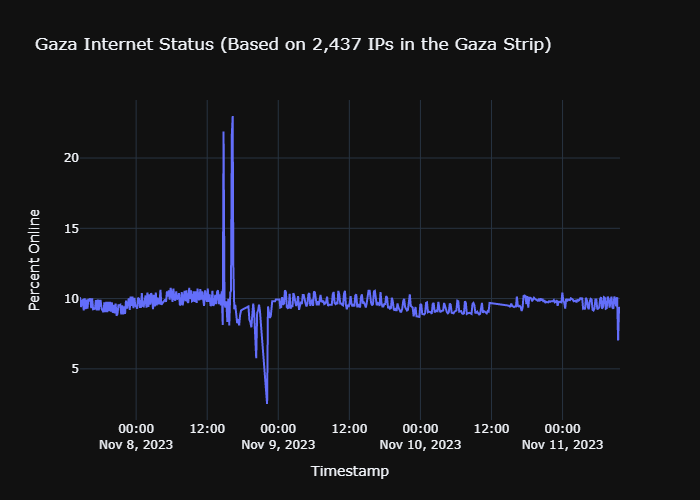 Gaza Internet Status (Based on 2,437 IPs in the Gaza Strip)
Percent Online
20
15
10
5
00:00 12:00 00:00 12:00 00:00 12:00 00:00
Nov 8, 2023 Nov 9, 2023 Nov 10, 2023 Nov 11, 2023
Timestamp